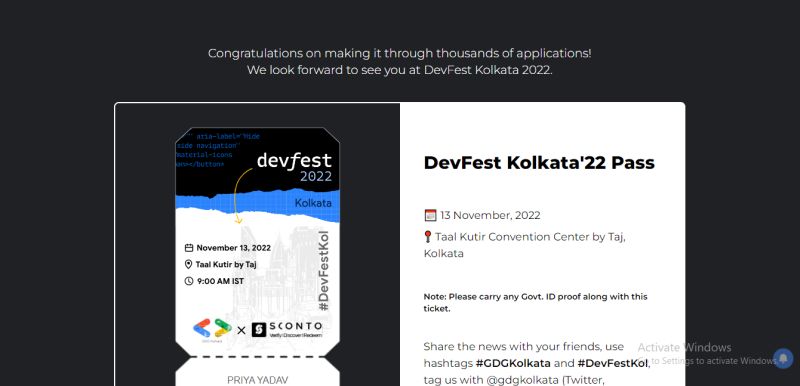 Congratulations on making it through thousands of applications!
We look forward to see you at DevFest Kolkata 2022.
aria-label="Hide
side navigation"
material-icons
an></button>
devfest
2022
Kolkata
November 13, 2022
Taal Kutir by Taj
9:00 AM IST
#DevFestKol
X
SCONTO
Verify|Discover|Redeem
PRIYA YADAV
DevFest Kolkata'22 Pass
13 November, 2022
Taal Kutir Convention Center by Taj,
Kolkata
Note: Please carry any Govt. ID proof along with this
ticket.
Share the news with your friends, use
hashtags #GDGKolkata and #DevFestKol,
tag us with @gdgkolkata (Twitter,
Activate Windows
Go to Settings to activate Windows.